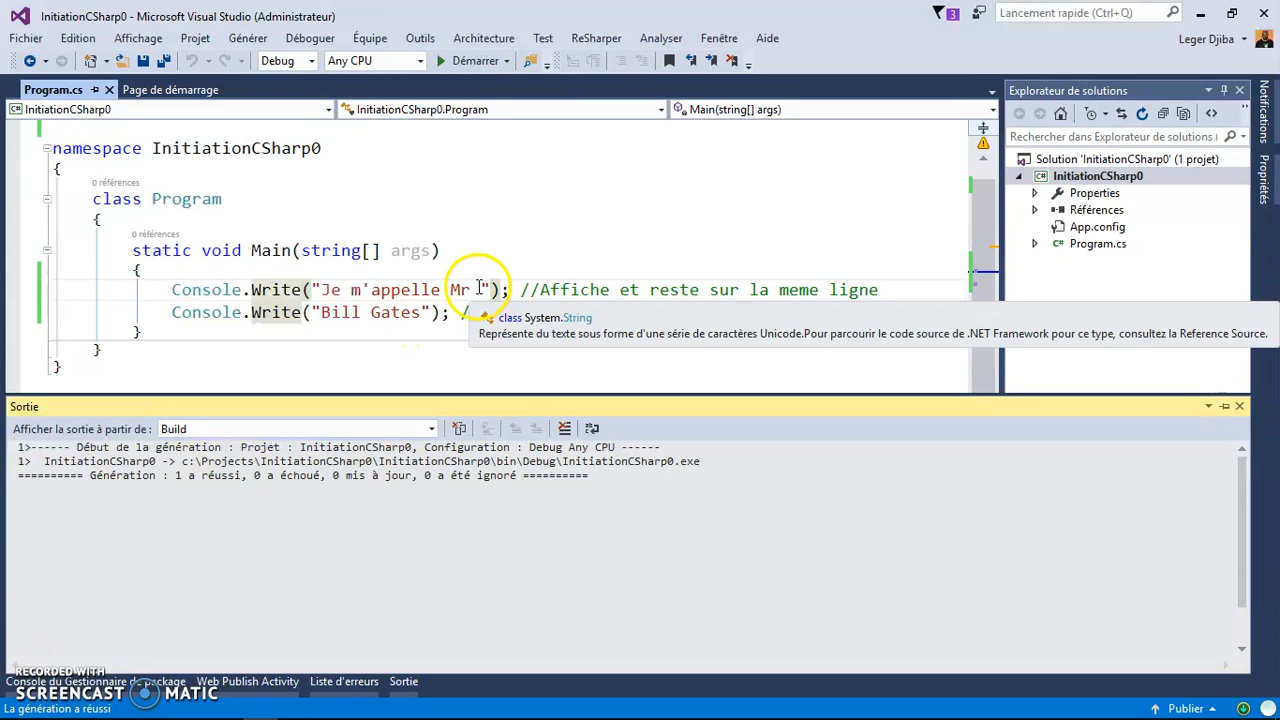 InitiationCSharp0 - Microsoft Visual Studio (Administrateur)
3
Lancement rapide (Ctrl+Q)
Fichier Edition Affichage Projet Générer Déboguer Équipe Outils Architecture Test ReSharper Analyser Fenêtre Aide
Leger Djiba
Debug Any CPU Démarrer
Program.cs Page de démarrage
InitiationCSharp0 InitiationCSharp0.Program Main(string[] args)
namespace InitiationCSharp0
{
0 références
class Program
{
0 références
static void Main(string[] args)
{
Console.Write("Je m'appelle Mr "); //Affiche et reste sur la meme ligne
Console.Write("Bill Gates"); /
class System.String
Représente du texte sous forme d'une série de caractères Unicode.Pour parcourir le code source de .NET Framework pour ce type, consultez la Reference Source.
}
}
}
Explorateur de solutions
Rechercher dans Explorateur de solutions
Solution 'InitiationCSharp0' (1 projet)
InitiationCSharp0
Properties
Références
App.config
Program.cs
Notifications
Propriétés
Sortie
Afficher la sortie à partir de : Build
1>------ Début de la génération : Projet : InitiationCSharp0, Configuration : Debug Any CPU ------
1> InitiationCSharp0 -> c:\Projects\InitiationCSharp0\InitiationCSharp0\bin\Debug\InitiationCSharp0.exe
========== Génération : 1 a réussi, 0 a échoué, 0 mis à jour, 0 a été ignoré ==========
RECORDED WITH
SCREENCAST MATIC
Console du Gestionnaire de package Web Publish Activity Liste d'erreurs Sortie
La génération a réussi
Publier